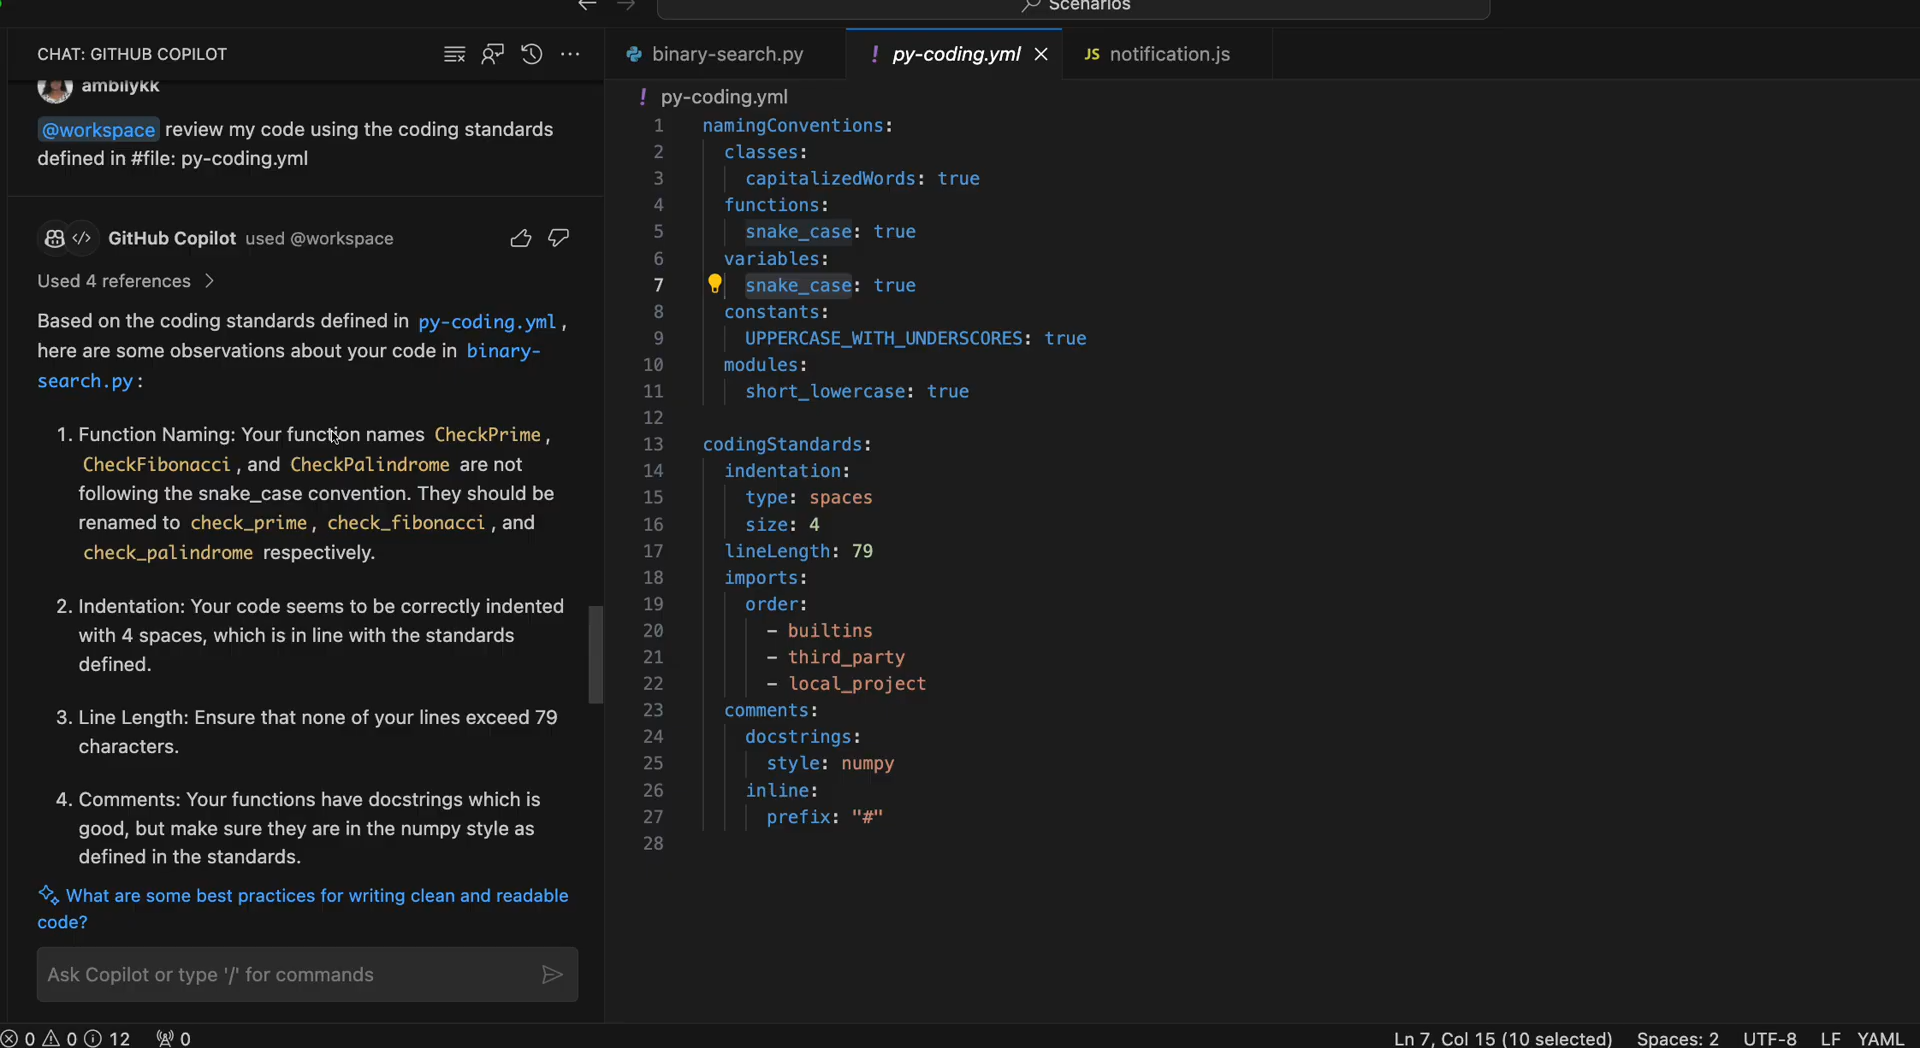 Scenarios
CHAT: GITHUB COPILOT
ambilykk
@workspace review my code using the coding standards
defined in #file: py-coding.yml
GitHub Copilot used @workspace
Used 4 references
Based on the coding standards defined in py-coding.yml,
here are some observations about your code in binary-
search.py:
1. Function Naming: Your function names CheckPrime,
CheckFibonacci, and CheckPalindrome are not
following the snake_case convention. They should be
renamed to check_prime, check_fibonacci, and
check_palindrome respectively.
2. Indentation: Your code seems to be correctly indented
with 4 spaces, which is in line with the standards
defined.
3. Line Length: Ensure that none of your lines exceed 79
characters.
4. Comments: Your functions have docstrings which is
good, but make sure they are in the numpy style as
defined in the standards.
What are some best practices for writing clean and readable
code?
Ask Copilot or type '/' for commands
binary-search.py
! py-coding.yml
JS notification.js
! py-coding.yml
1 namingConventions:
2 classes:
3 capitalizedWords: true
4 functions:
5 snake_case: true
6 variables:
7 snake_case: true
8 constants:
9 UPPERCASE_WITH_UNDERSCORES: true
10 modules:
11 short_lowercase: true
12
13 codingStandards:
14 indentation:
15 type: spaces
16 size: 4
17 lineLength: 79
18 imports:
19 order:
20 - builtins
21 - third_party
22 - local_project
23 comments:
24 docstrings:
25 style: numpy
26 inline:
27 prefix: "#"
28
0 0 12 0
Ln 7, Col 15 (10 selected) Spaces: 2 UTF-8 LF YAML